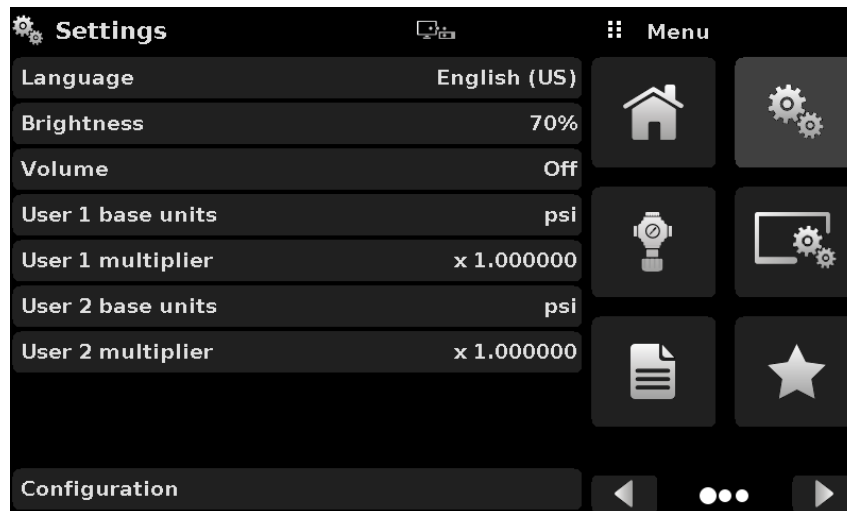 Settings
Menu
Language English (US)
Brightness 70%
Volume Off
User 1 base units psi
User 1 multiplier x 1.000000
User 2 base units psi
User 2 multiplier x 1.000000
Configuration